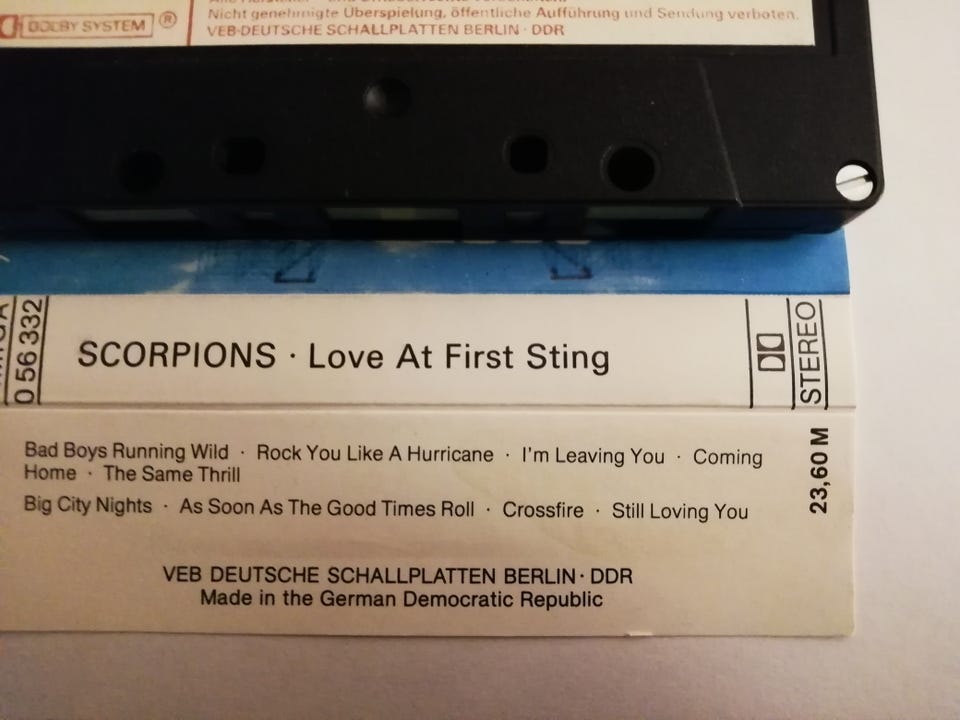 DOLBY SYSTEM ®
Nicht genehmigte Überspielung, öffentliche Aufführung und Sendung verboten.
VEB·DEUTSCHE SCHALLPLATTEN BERLIN · DDR
0 56 332
SCORPIONS · Love At First Sting
STEREO
Bad Boys Running Wild · Rock You Like A Hurricane · I'm Leaving You · Coming
Home · The Same Thrill
Big City Nights · As Soon As The Good Times Roll · Crossfire · Still Loving You
23,60 M
VEB DEUTSCHE SCHALLPLATTEN BERLIN · DDR
Made in the German Democratic Republic